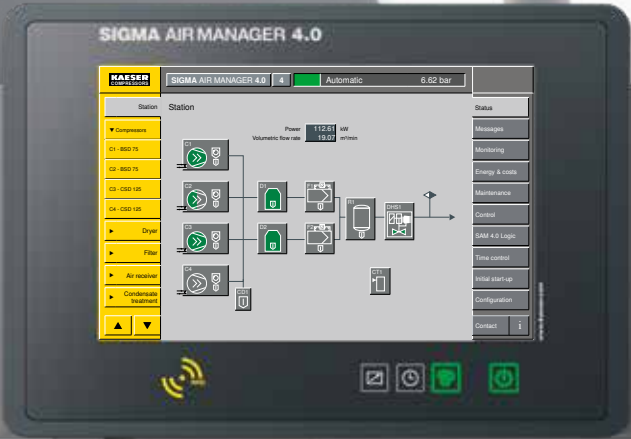 SIGMA AIR MANAGER 4.0
KAESER
COMPRESSORS
SIGMA AIR MANAGER 4.0 4 Automatic 6.62 bar
Station
Station
Status
▼ Compressors
Power 112.61 kW
Volumetric flow rate 19.07 m³/min
Messages
C1 - BSD 75
Monitoring
C2 - BSD 75
Energy & costs
C3 - CSD 125
Maintenance
C4 - CSD 125
Control
Dryer
SAM 4.0 Logic
Filter
Time control
Air receiver
Initial start-up
Condensate
treatment
Configuration
Contact i
C1
C2
D1
F1
R1
DHS1
C3
D2
F2
C4
CT1
CD1